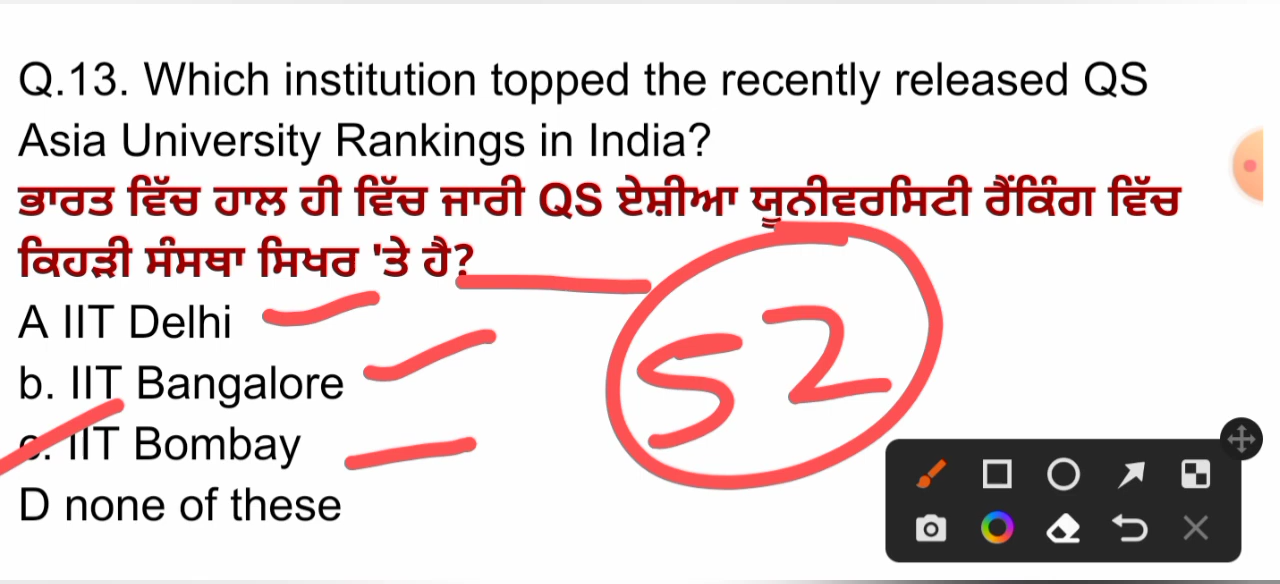 Q.13. Which institution topped the recently released QS
Asia University Rankings in India?
ਭਾਰਤ ਵਿੱਚ ਹਾਲ ਹੀ ਵਿੱਚ ਜਾਰੀ QS ਏਸ਼ੀਆ ਯੂਨੀਵਰਸਿਟੀ ਰੈਂਕਿੰਗ ਵਿੱਚ
ਕਿਹੜੀ ਸੰਸਥਾ ਸਿਖਰ 'ਤੇ ਹੈ?
A IIT Delhi
52
b. IIT Bangalore
c. IIT Bombay
D none of these